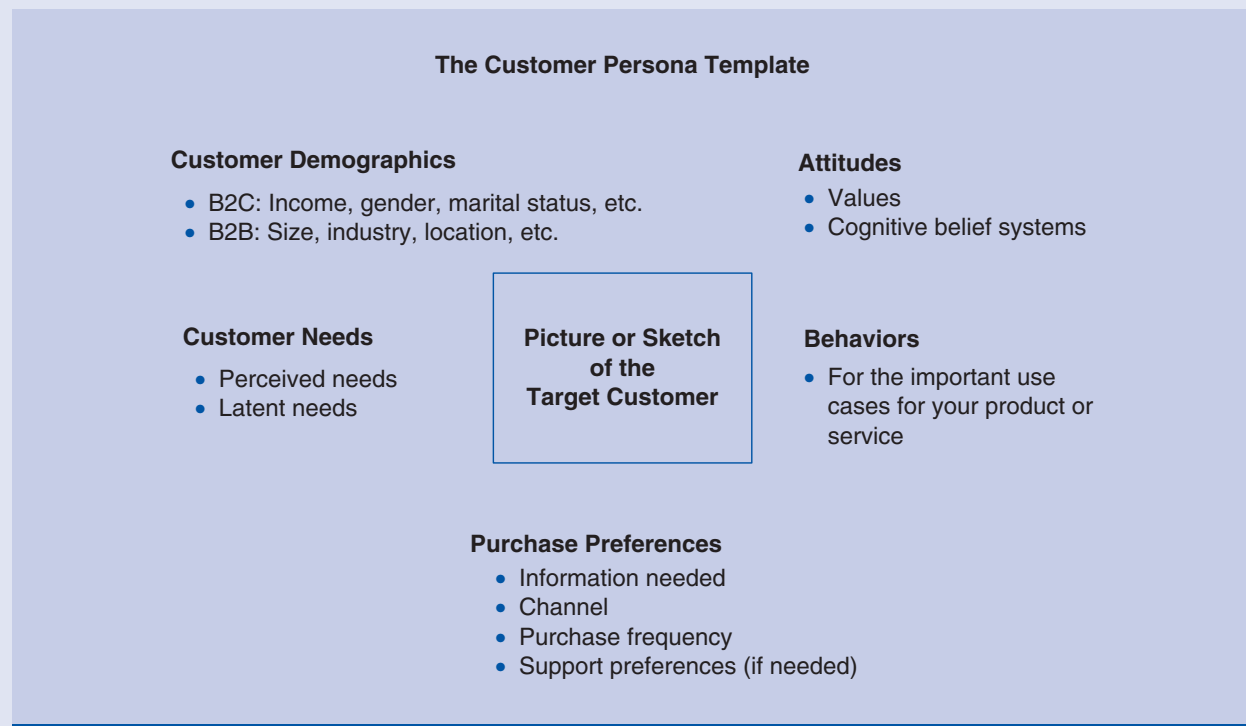 The Customer Persona Template
Customer Demographics
• B2C: Income, gender, marital status, etc.
• B2B: Size, industry, location, etc.
Attitudes
• Values
• Cognitive belief systems
Customer Needs
• Perceived needs
• Latent needs
Picture or Sketch
of the
Target Customer
Behaviors
• For the important use
cases for your product or
service
Purchase Preferences
• Information needed
• Channel
• Purchase frequency
• Support preferences (if needed)